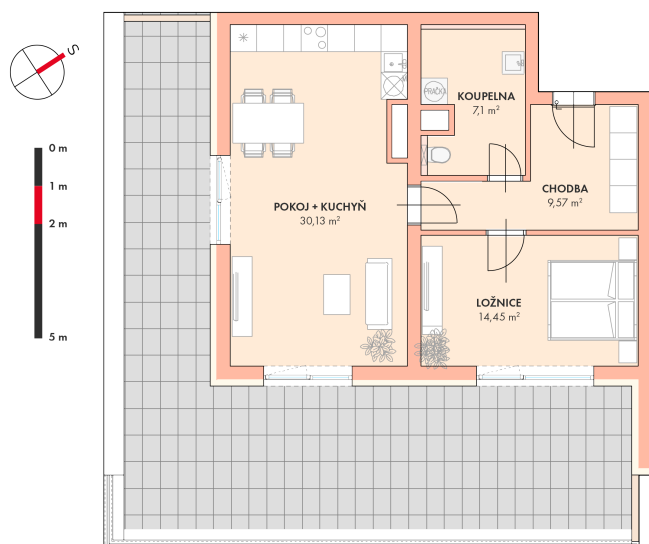 S
0 m
1 m
2 m
5 m
KOUPELNA
7,1 m²
PRAČKA
CHODBA
9,57 m²
POKOJ + KUCHYŇ
30,13 m²
LOŽNICE
14,45 m²